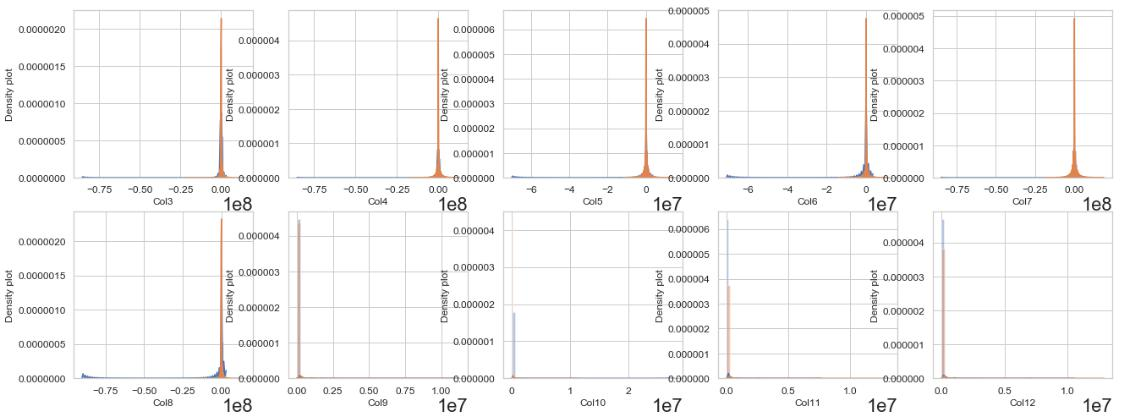 Density plot
0.0000020
0.0000015
0.0000010
0.0000005
0.0000000
−0.75 −0.50 −0.25 0.00
Col3
1e8
Density plot
0.000004
0.000003
0.000002
0.000001
0.000000
−0.75 −0.50 −0.25 0.00
Col4
1e8
Density plot
0.000006
0.000005
0.000004
0.000003
0.000002
0.000001
0.000000
−6 −4 −2 0
Col5
1e7
Density plot
0.000005
0.000004
0.000003
0.000002
0.000001
0.000000
−6 −4 −2 0
Col6
1e7
Density plot
0.000005
0.000004
0.000003
0.000002
0.000001
0.000000
−0.75 −0.50 −0.25 0.00
Col7
1e8
Density plot
0.0000020
0.0000015
0.0000010
0.0000005
0.0000000
−0.75 −0.50 −0.25 0.00
Col8
1e8
Density plot
0.000004
0.000003
0.000002
0.000001
0.000000
0.00 0.25 0.50 0.75 1.00
Col9
1e7
Density plot
0.000004
0.000003
0.000002
0.000001
0.000000
0 1 2
Col10
1e7
Density plot
0.000006
0.000005
0.000004
0.000003
0.000002
0.000001
0.000000
0.0 0.5 1.0
Col11
1e7
Density plot
0.000004
0.000003
0.000002
0.000001
0.000000
0.0 0.5 1.0
Col12
1e7